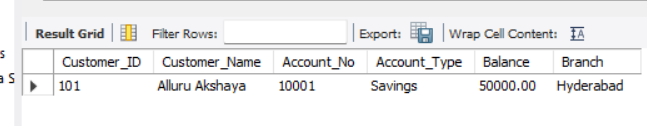 Result Grid Filter Rows: Export: Wrap Cell Content:
s
Customer_ID Customer_Name Account_No Account_Type Balance Branch
a S
101 Alluru Akshaya 10001 Savings 50000.00 Hyderabad